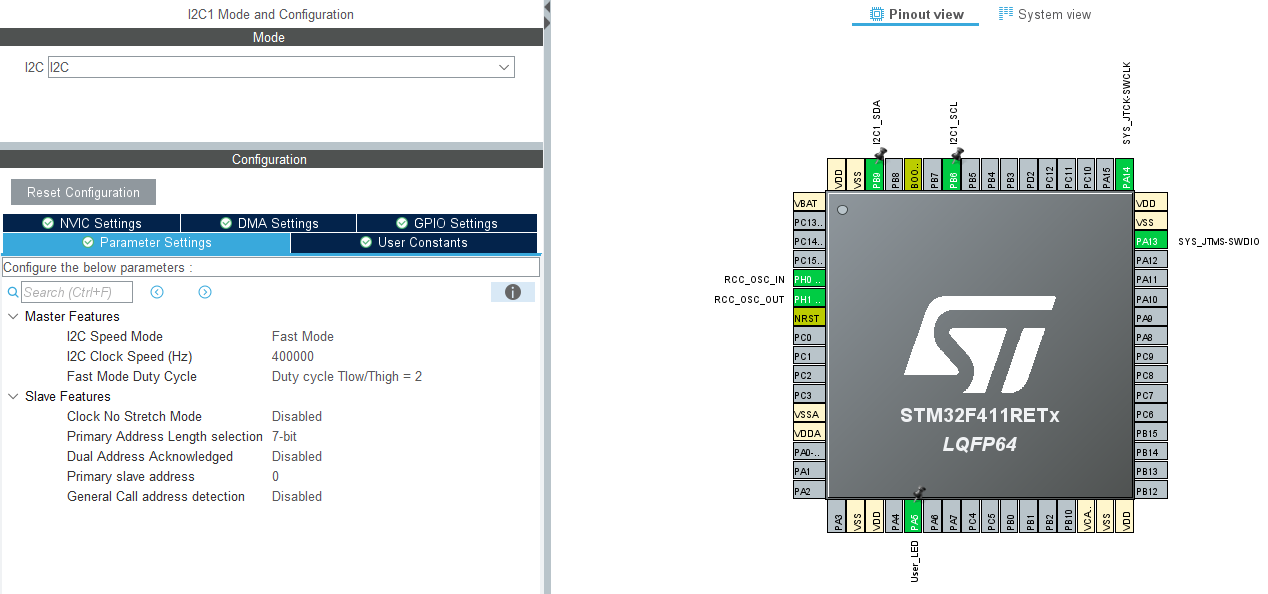 I2C1 Mode and Configuration
Mode
I2C I2C
Configuration
Reset Configuration
NVIC Settings DMA Settings GPIO Settings
Parameter Settings User Constants
Configure the below parameters :
Search (Ctrl+F)
Master Features
I2C Speed Mode Fast Mode
I2C Clock Speed (Hz) 400000
Fast Mode Duty Cycle Duty cycle Tlow/Thigh = 2
Slave Features
Clock No Stretch Mode Disabled
Primary Address Length selection 7-bit
Dual Address Acknowledged Disabled
Primary slave address 0
General Call address detection Disabled
Pinout view System view
I2C1_SDA
I2C1_SCL
SYS_JTCK-SWCLK
VDD
VSS
PB9
PB8
BOO..
PB7
PB6
PB5
PB4
PB3
PD2
PC12
PC11
PC10
PA15
PA14
VBAT
PC13..
PC14..
PC15..
RCC_OSC_IN PH0 ..
RCC_OSC_OUT PH1 ..
NRST
PC0
PC1
PC2
PC3
VSSA
VDDA
PA0-..
PA1
PA2
ST
STM32F411RETx
LQFP64
VDD
VSS
PA13 SYS_JTMS-SWDIO
PA12
PA11
PA10
PA9
PA8
PC9
PC8
PC7
PC6
PB15
PB14
PB13
PB12
PA3
VSS
VDD
PA4
PA5
PA6
PA7
PC4
PC5
PB0
PB1
PB2
PB10
VCA..
VSS
VDD
User_LED